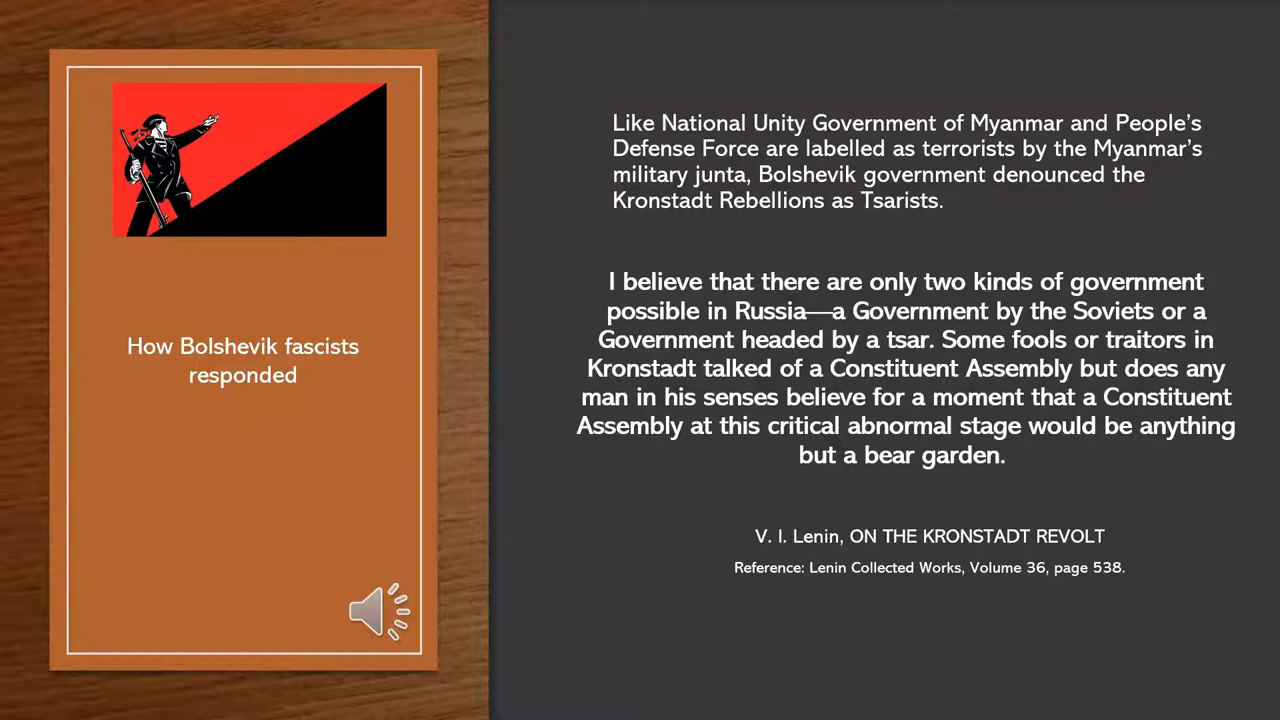 How Bolshevik fascists
responded
Like National Unity Government of Myanmar and People’s
Defense Force are labelled as terrorists by the Myanmar’s
military junta, Bolshevik government denounced the
Kronstadt Rebellions as Tsarists.
I believe that there are only two kinds of government
possible in Russia—a Government by the Soviets or a
Government headed by a tsar. Some fools or traitors in
Kronstadt talked of a Constituent Assembly but does any
man in his senses believe for a moment that a Constituent
Assembly at this critical abnormal stage would be anything
but a bear garden.
V. I. Lenin, ON THE KRONSTADT REVOLT
Reference: Lenin Collected Works, Volume 36, page 538.